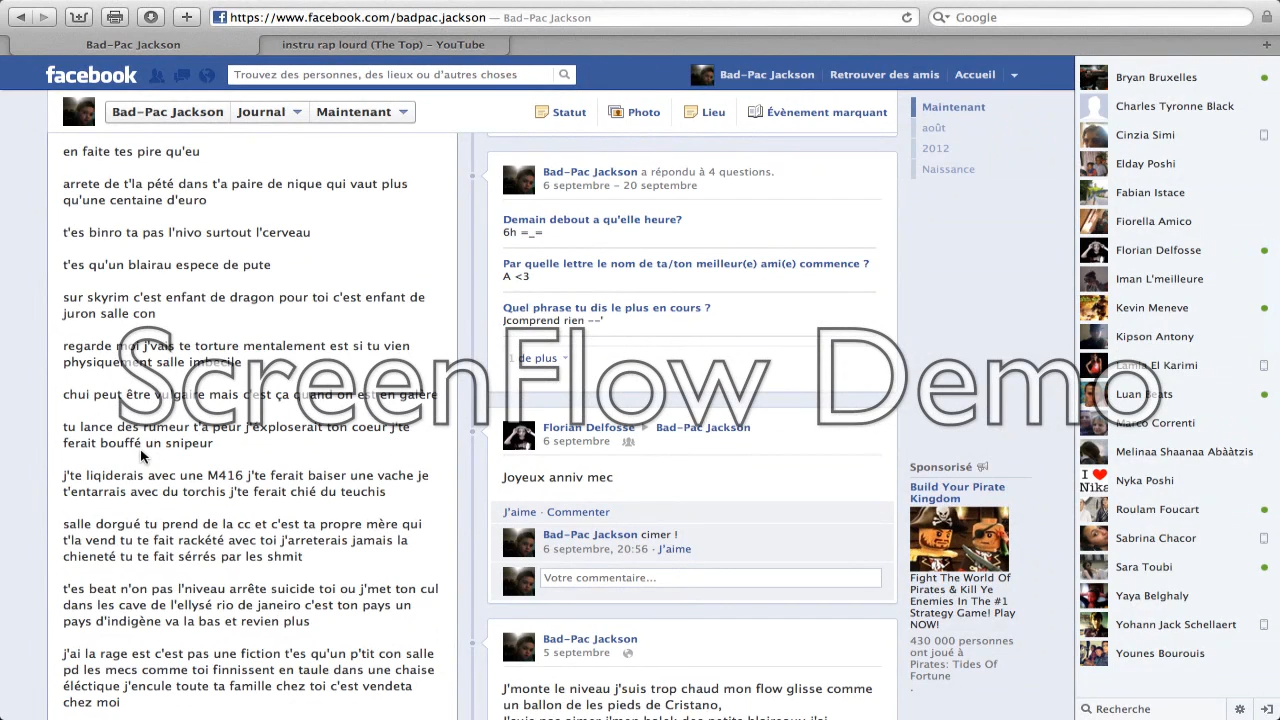 https://www.facebook.com/badpac.jackson — Bad-Pac Jackson
Google
Bad-Pac Jackson
instru rap lourd (The Top) – YouTube
facebook
Trouvez des personnes, des lieux ou d'autres choses
Bad-Pac Jackson
Retrouver des amis
Accueil
Bad-Pac Jackson
Journal
Maintenant
Statut
Photo
Lieu
Évènement marquant
en faite tes pire qu'eu
arrete de t'la pété dans t'a paire de nique qui vaut plus
qu'une centaine d'euro
t'es binro ta pas l'nivo surtout l'cerveau
t'es qu'un blairau espece de pute
sur skyrim c'est enfant de dragon pour toi c'est enfant de
juron salle con
regarde moi j'vais te torture mentalement est si tu vien
physiquement salle imbecile
chui peut être vulgaire mais c'est ça quand on est en galère
tu lance des rumeur t'a peur j'exploserait ton coeur j'te
ferait bouffé un snipeur
j'te liqiderais avec une M416 j'te ferait baiser une vache je
t'entarrais avec du torchis j'te ferait chié du teuchis
salle dorgué tu prend de la cc et c'est ta propre mère qui
t'la vend tu te fait rackété avec toi j'arreterais jamais la
chieneté tu te fait sérrés par les shmit
t'es beat n'on pas l'niveau arrête suicide toi ou j'met ton cul
dans les cave de l'ellysé rio de janeiro c'est ton pays un
pays d'indigène va la bas et revien plus
j'ai la rage est c'est pas une fiction t'es qu'un p'tit con salle
pd les mecs comme toi finnissent en taule dans une chaise
éléctique j'encule toute ta famille chez toi c'est vendeta
chez moi
Bad-Pac Jackson a répondu à 4 questions.
6 septembre – 20 septembre
Demain debout a qu'elle heure?
6h =_=
Par quelle lettre le nom de ta/ton meilleur(e) ami(e) commence ?
A <3
Quel phrase tu dis le plus en cours ?
Jcomprend rien --'
1 de plus
Florian Delfosse
Bad-Pac Jackson
6 septembre
Joyeux anniv mec
J'aime · Commenter
Bad-Pac Jackson cimer !
6 septembre, 20:56 · J'aime
Votre commentaire...
Bad-Pac Jackson
5 septembre
J'monte le niveau j'suis trop chaud mon flow glisse comme
un ballon de les pieds de Cristano,
Maintenant
août
2012
Naissance
Sponsorisé
Build Your Pirate
Kingdom
Fight The World Of
Pirates & Kill Ye
Enemies In The #1
Strategy Game! Play
NOW!
430 000 personnes
ont joué à
Pirates: Tides Of
Fortune
.
Bryan Bruxelles
Charles Tyronne Black
Cinzia Simi
Elday Poshi
Fabian Istace
Fiorella Amico
Florian Delfosse
Iman L'meilleure
Kevin Meneve
Kipson Antony
Lamia El Karimi
Luan Beats
Marco Correnti
Melinaa Shaanaa Abààtzis
Nyka Poshi
Roulam Foucart
Sabrina Chacor
Sara Toubi
Yaya Belghaly
Yohann Jack Schellaert
Younes Bourouis
I
Nika
Recherche
ScreenFlow Demo